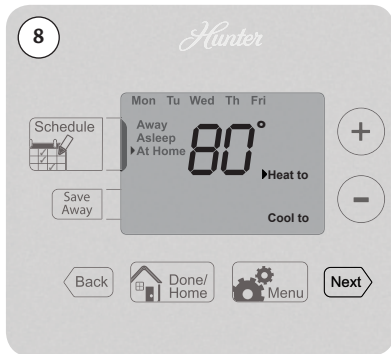 8
Hunter
Mon Tu Wed Th Fri
Schedule
Away
Asleep
At Home
80°
Heat to
+
Save
Away
Cool to
-
Back
Done/
Home
Menu
Next